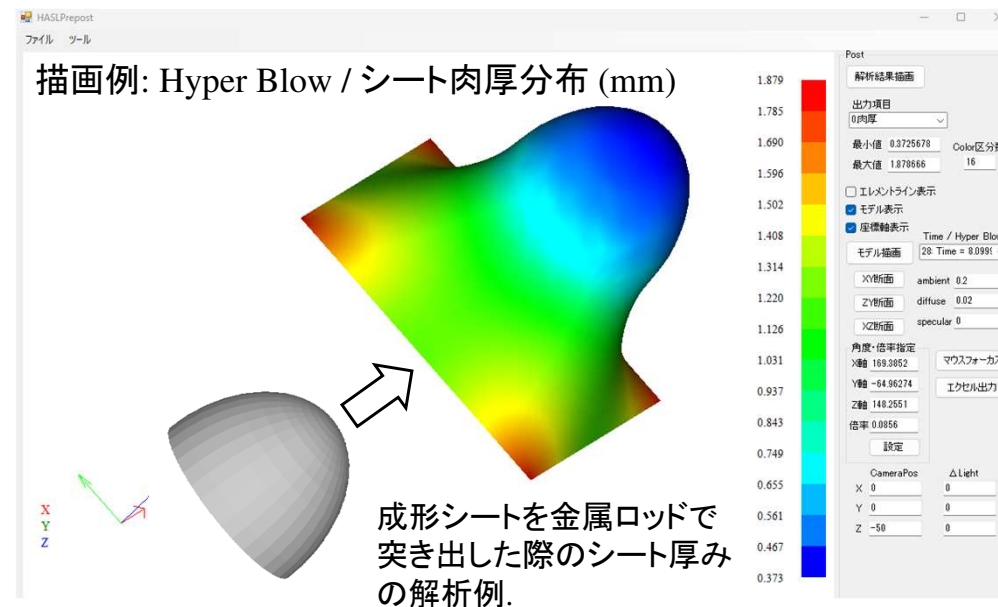 HASLPrepost
ファイル ツール
描画例: Hyper Blow / シート肉厚分布 (mm)
1.879
1.785
1.690
1.596
1.502
1.408
1.314
1.220
1.126
1.031
0.937
0.843
0.749
0.655
0.561
0.467
0.373
X
Y
Z
成形シートを金属ロッドで
突き出した際のシート厚み
の解析例.
Post
解析結果描画
出力項目
0:肉厚
最小値 0.3725678 Color区分数
最大値 1.878666 16
エレメントライン表示
モデル表示
座標軸表示
Time / Hyper Blow
モデル描画 28: Time = 8.099
XY断面 ambient 0.2
ZY断面 diffuse 0.02
XZ断面 specular 0
角度・倍率指定
X軸 169.3852 マウスフォーカス
Y軸 -64.96274 エクセル出力
Z軸 148.2551
倍率 0.0856
設定
CameraPos △Light
X 0 0
Y 0 0
Z -50 0